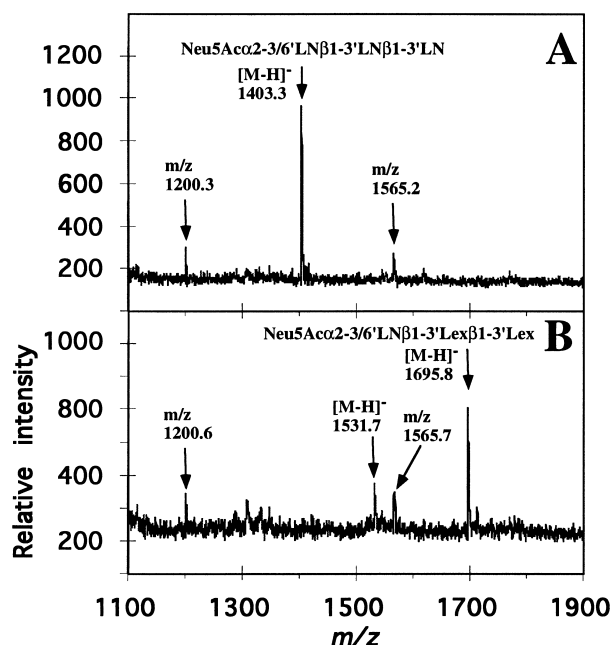 A
Neu5Acα2-3/6'LNβ1-3'LNβ1-3'LN
[M-H]⁻
1403.3
m/z
1200.3
m/z
1565.2
1200
1000
800
600
400
200
B
Neu5Acα2-3/6'LNβ1-3'Lexβ1-3'Lex
[M-H]⁻
1695.8
[M-H]⁻
1531.7
m/z
1565.7
m/z
1200.6
1000
800
400
200
Relative intensity
1100 1300 1500 1700 1900
m/z